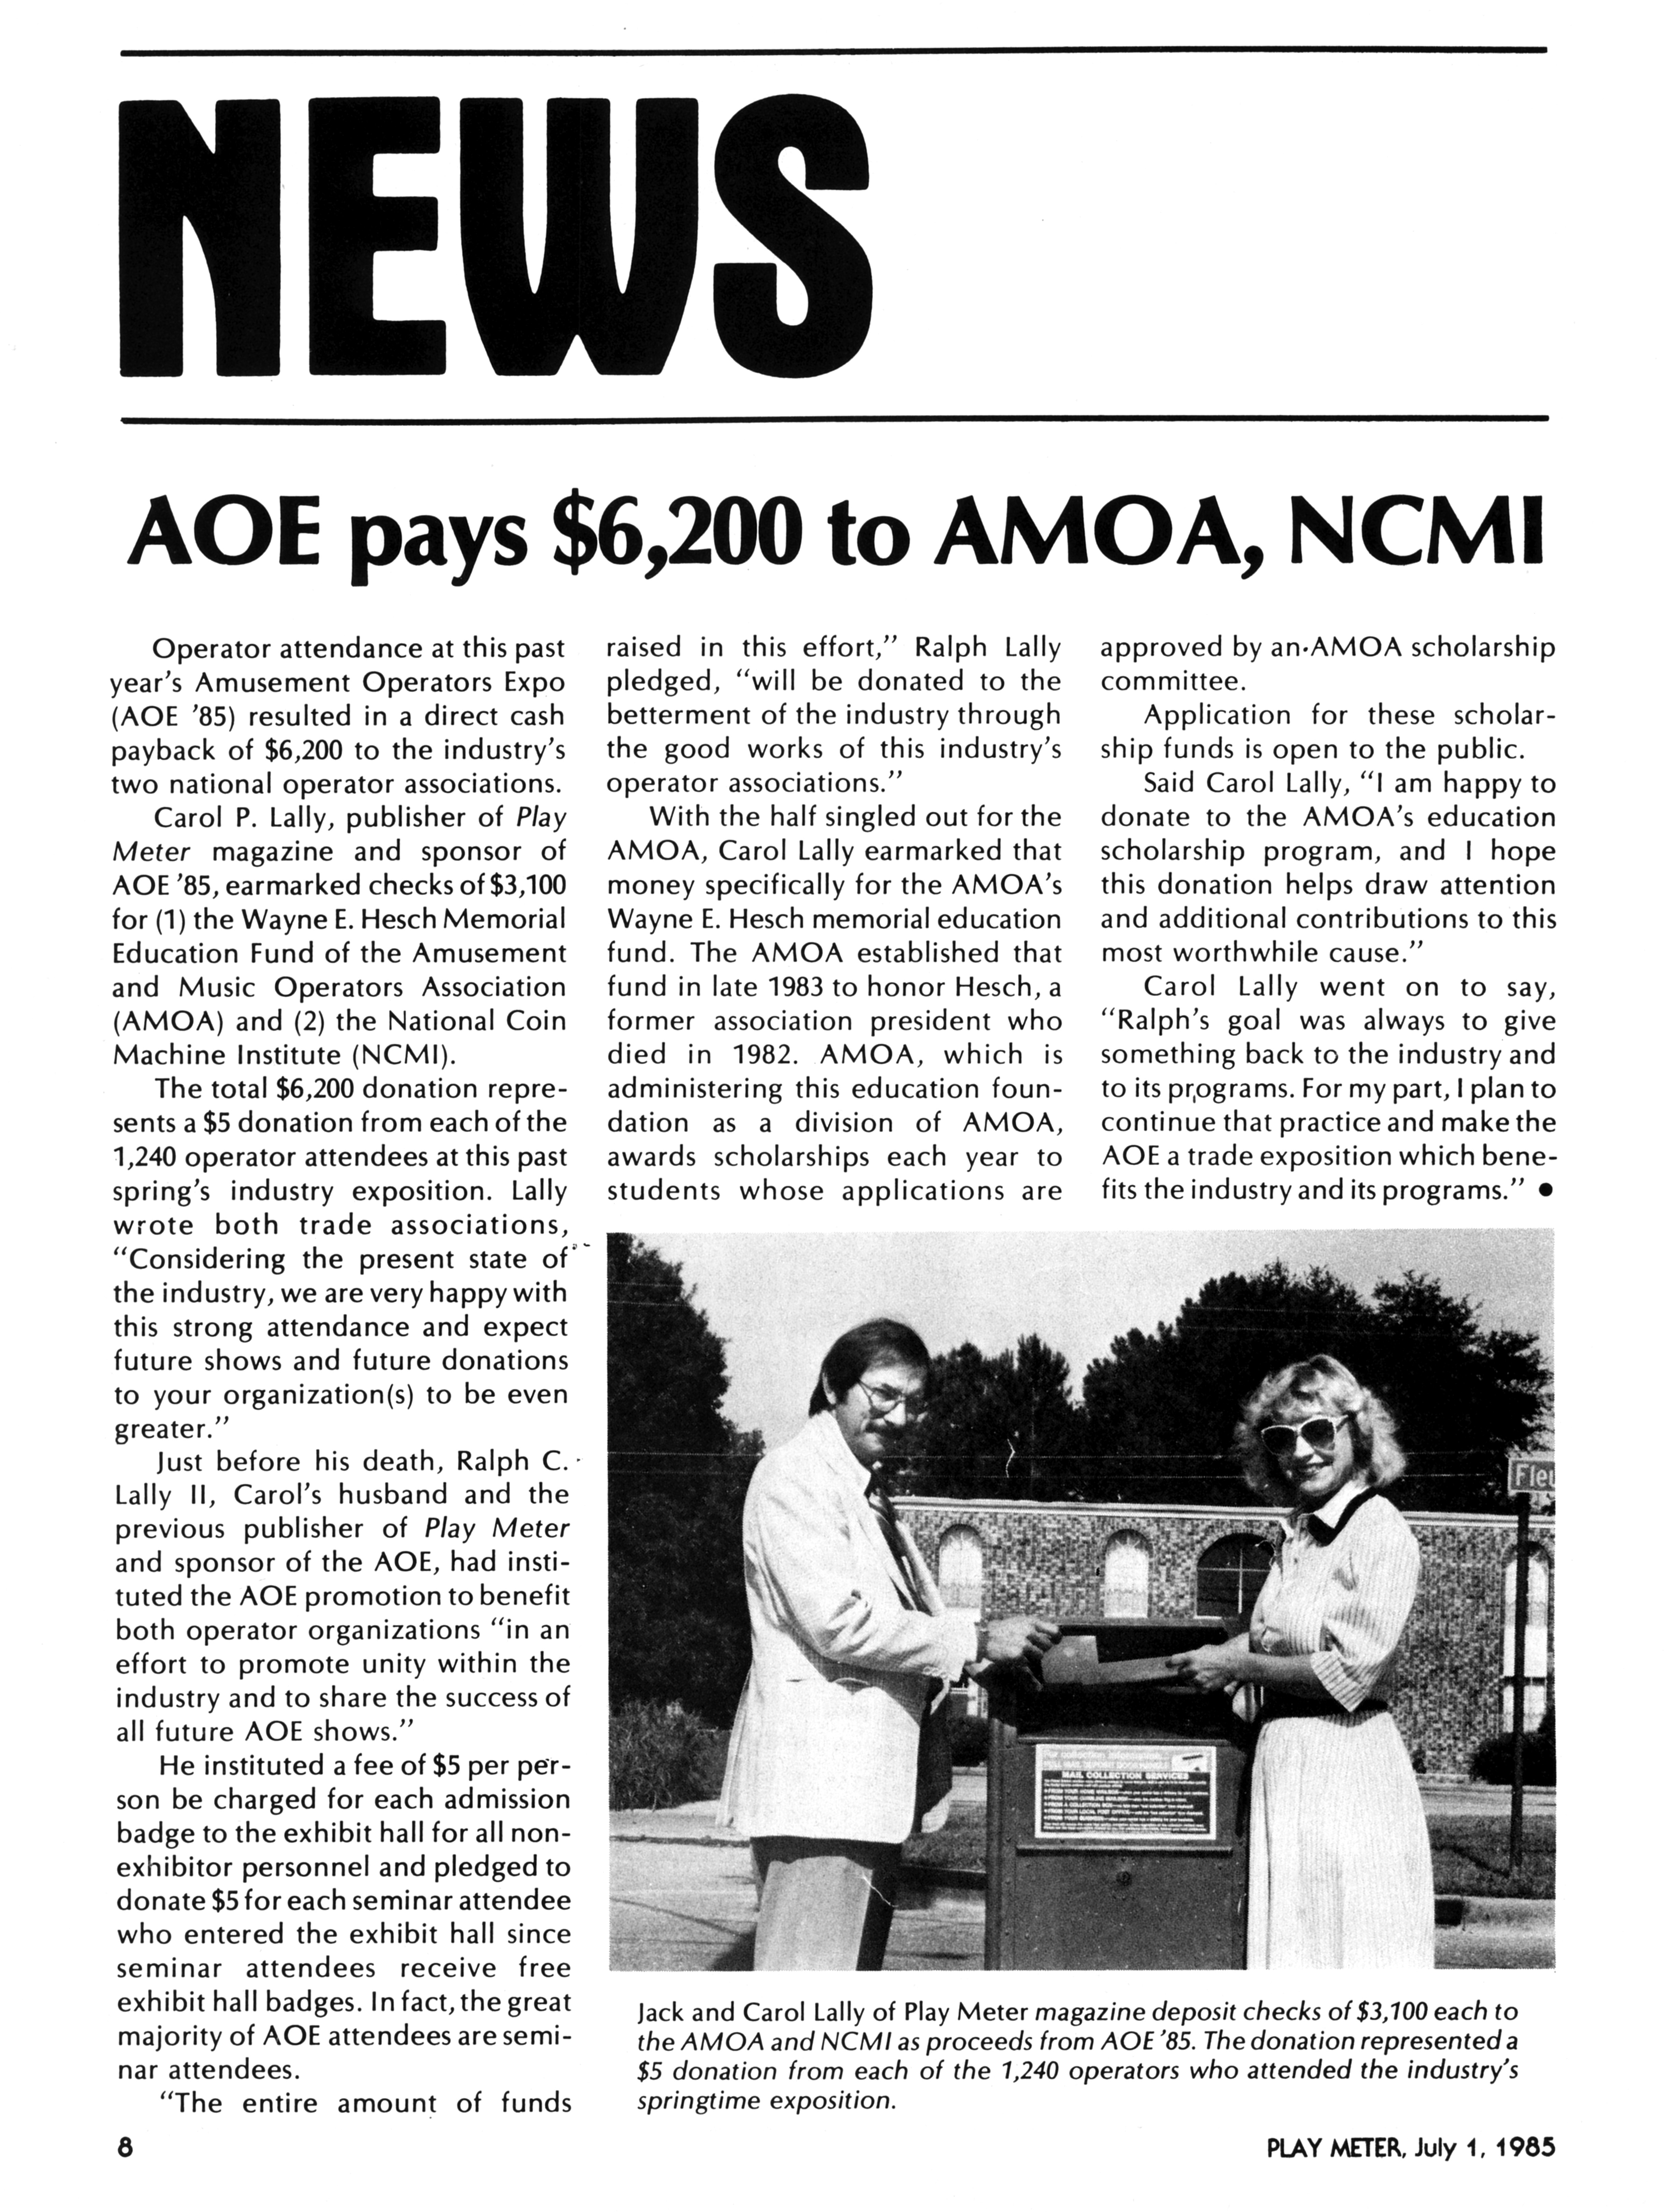 NEWS
AOE pays $6,200 to AMOA, NCMI
Operator attendance at this past
year's Amusement Operators Expo
(AOE '85) resulted in a direct cash
payback of $6,200 to the industry's
two national operator associations.
Carol P. Lally, publisher of Play
Meter magazine and sponsor of
AOE '85, earmarked checks of $3,100
for (1) the Wayne E. Hesch Memorial
Education Fund of the Amusement
and Music Operators Association
(AMOA) and (2) the National Coin
Machine Institute (NCMI).
The total $6,200 donation repre-
sents a $5 donation from each of the
1,240 operator attendees at this past
spring's industry exposition. Lally
wrote both trade associations,
“Considering the present state of
the industry, we are very happy with
this strong attendance and expect
future shows and future donations
to your organization(s) to be even
greater.”
Just before his death, Ralph C.
Lally II, Carol's husband and the
previous publisher of Play Meter
and sponsor of the AOE, had insti-
tuted the AOE promotion to benefit
both operator organizations “in an
effort to promote unity within the
industry and to share the success of
all future AOE shows.”
He instituted a fee of $5 per per-
son be charged for each admission
badge to the exhibit hall for all non-
exhibitor personnel and pledged to
donate $5 for each seminar attendee
who entered the exhibit hall since
seminar attendees receive free
exhibit hall badges. In fact, the great
majority of AOE attendees are semi-
nar attendees.
“The entire amount of funds
raised in this effort,” Ralph Lally
pledged, “will be donated to the
betterment of the industry through
the good works of this industry's
operator associations.”
With the half singled out for the
AMOA, Carol Lally earmarked that
money specifically for the AMOA's
Wayne E. Hesch memorial education
fund. The AMOA established that
fund in late 1983 to honor Hesch, a
former association president who
died in 1982. AMOA, which is
administering this education foun-
dation as a division of AMOA,
awards scholarships each year to
students whose applications are
approved by an AMOA scholarship
committee.
Application for these scholar-
ship funds is open to the public.
Said Carol Lally, “I am happy to
donate to the AMOA's education
scholarship program, and I hope
this donation helps draw attention
and additional contributions to this
most worthwhile cause.”
Carol Lally went on to say,
“Ralph's goal was always to give
something back to the industry and
to its programs. For my part, I plan to
continue that practice and make the
AOE a trade exposition which bene-
fits the industry and its programs.” ●
Fleu
MAIL COLLECTION SERVICES
Jack and Carol Lally of Play Meter magazine deposit checks of $3,100 each to
the AMOA and NCMI as proceeds from AOE '85. The donation represented a
$5 donation from each of the 1,240 operators who attended the industry's
springtime exposition.
8
PLAY METER, July 1, 1985